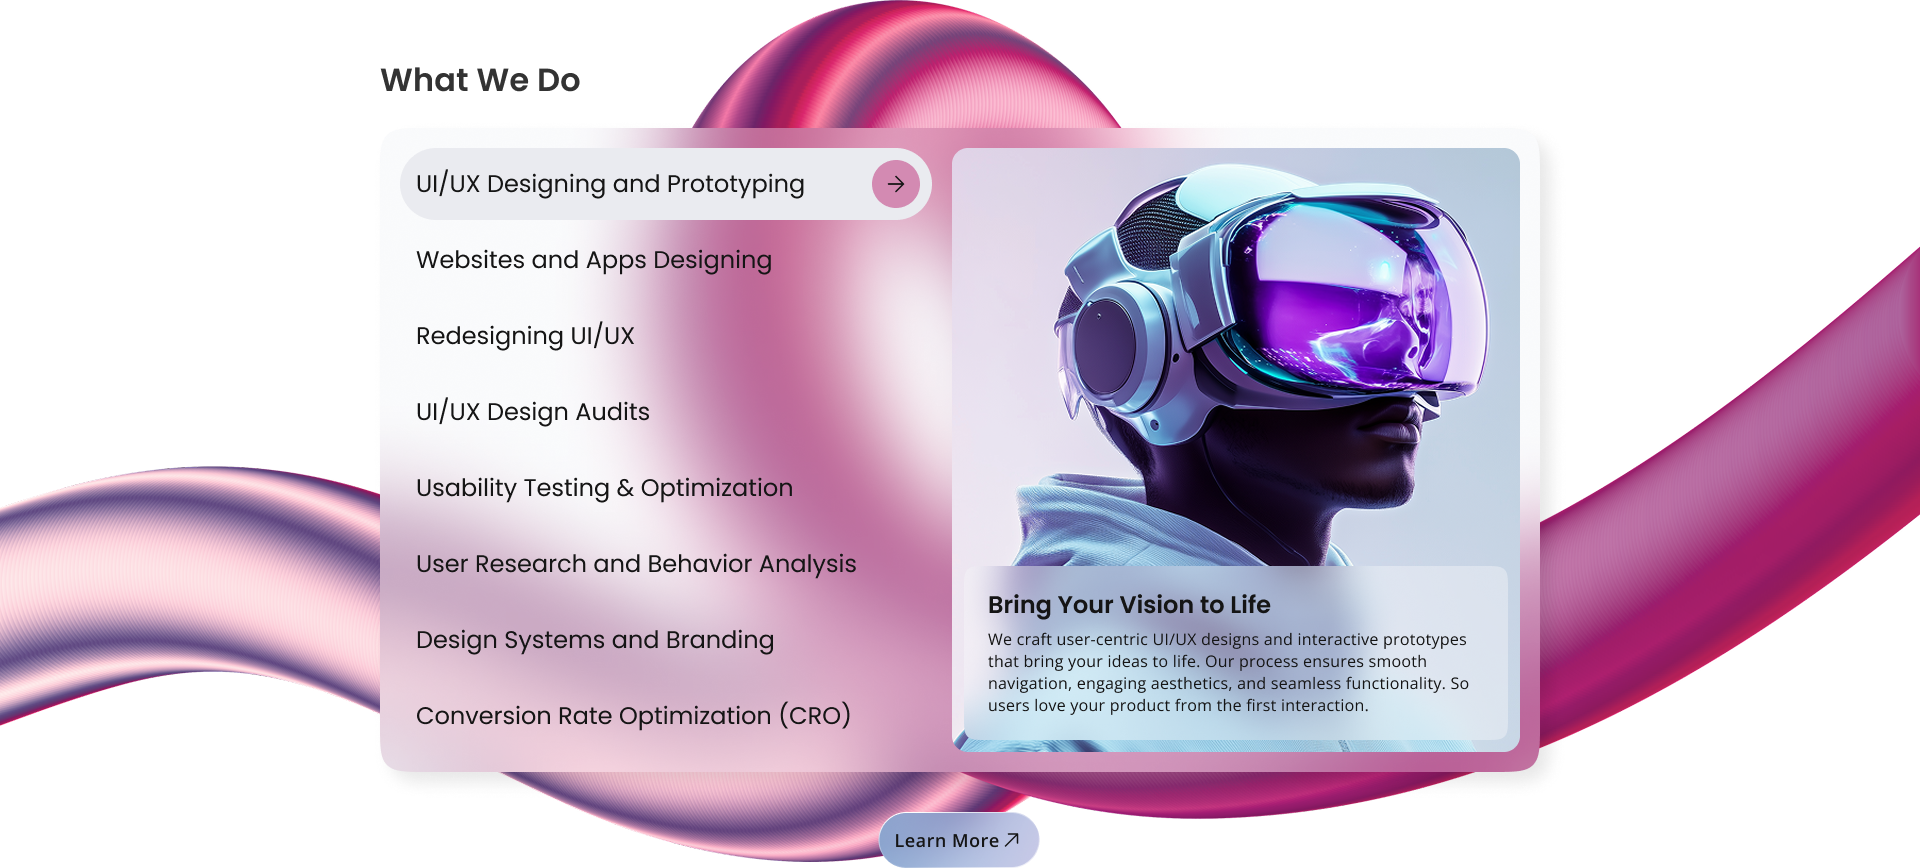 What We Do
UI/UX Designing and Prototyping
Websites and Apps Designing
Redesigning UI/UX
UI/UX Design Audits
Usability Testing & Optimization
User Research and Behavior Analysis
Design Systems and Branding
Conversion Rate Optimization (CRO)
Bring Your Vision to Life
We craft user-centric UI/UX designs and interactive prototypes
that bring your ideas to life. Our process ensures smooth
navigation, engaging aesthetics, and seamless functionality. So
users love your product from the first interaction.
Learn More